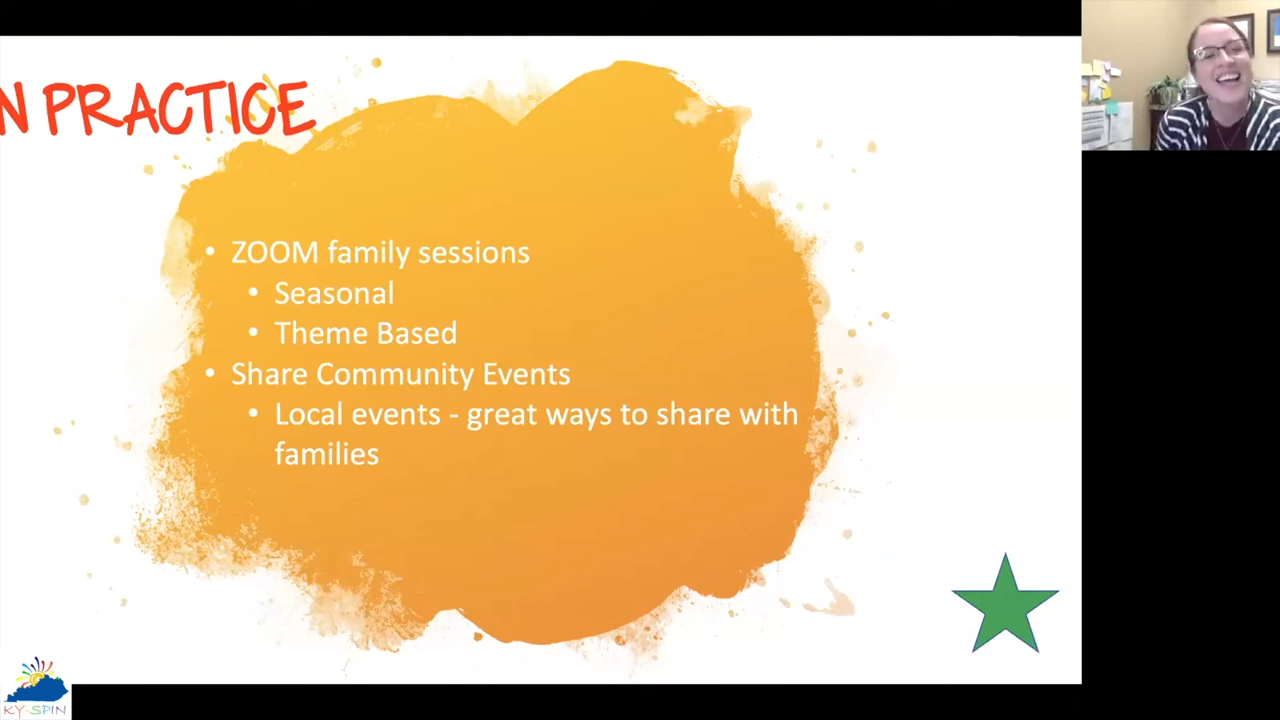 N PRACTICE
• ZOOM family sessions
• Seasonal
• Theme Based
• Share Community Events
• Local events - great ways to share with
families
KY-SPIN